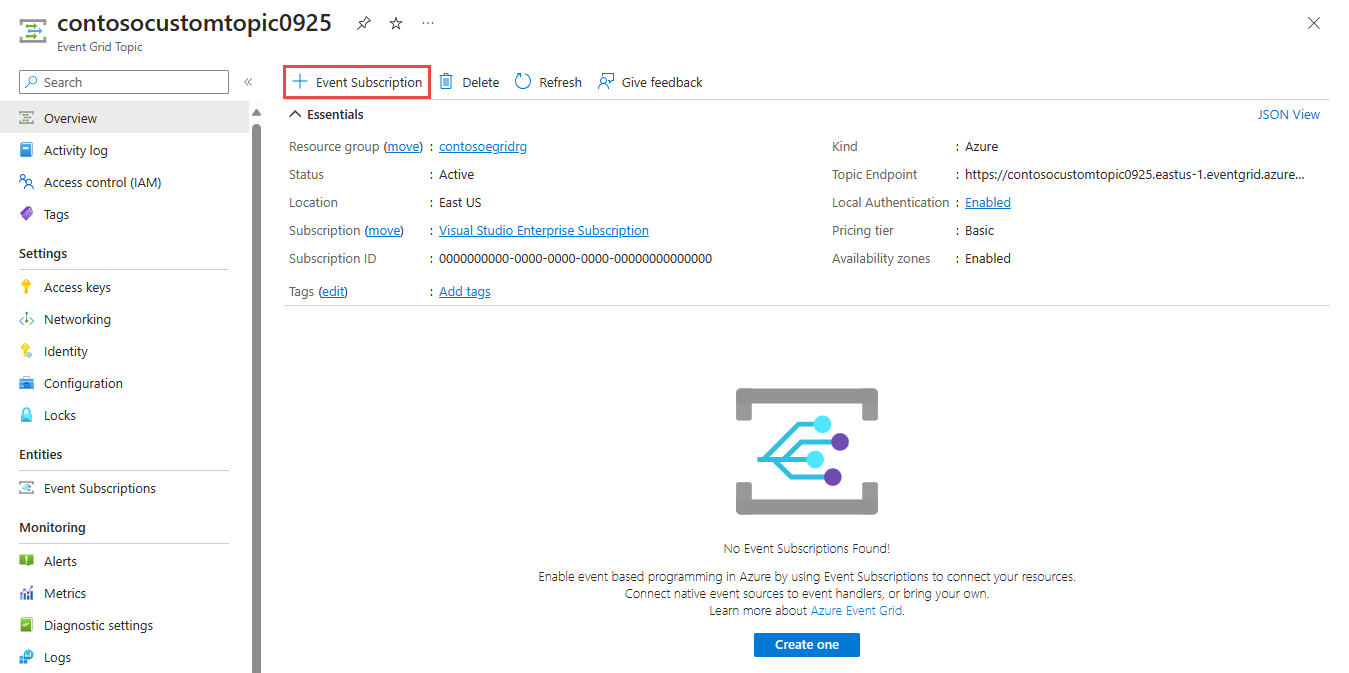 contosocustomtopic0925
Event Grid Topic
Search
Overview
Activity log
Access control (IAM)
Tags
Settings
Access keys
Networking
Identity
Configuration
Locks
Entities
Event Subscriptions
Monitoring
Alerts
Metrics
Diagnostic settings
Logs
Event Subscription Delete Refresh Give feedback
Essentials JSON View
Resource group (move) : contosoegridrg
Status : Active
Location : East US
Subscription (move) : Visual Studio Enterprise Subscription
Subscription ID : 0000000000-0000-0000-0000-00000000000000
Tags (edit) : Add tags
Kind : Azure
Topic Endpoint : https://contosocustomtopic0925.eastus-1.eventgrid.azure...
Local Authentication : Enabled
Pricing tier : Basic
Availability zones : Enabled
No Event Subscriptions Found!
Enable event based programming in Azure by using Event Subscriptions to connect your resources.
Connect native event sources to event handlers, or bring your own.
Learn more about Azure Event Grid.
Create one